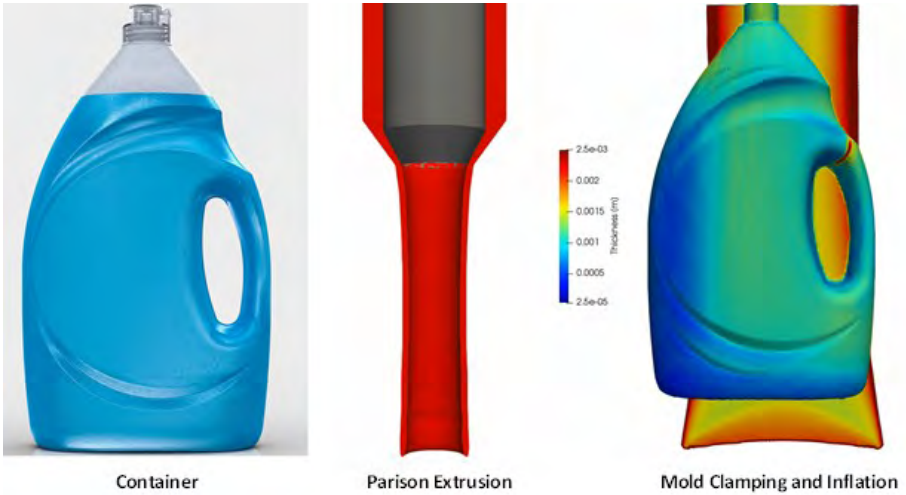 2.5e-03
0.002
0.0015
0.001
0.0005
2.5e-05
Thickness (m)
Container
Parison Extrusion
Mold Clamping and Inflation